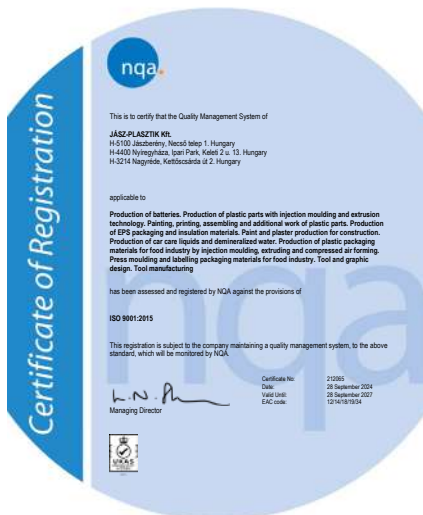 Certificate of Registration
nqa.
This is to certify that the Quality Management System of
JÁSZ-PLASZTIK Kft.
H-5100 Jászberény, Necső telep 1. Hungary
H-4400 Nyíregyháza, Ipari Park, Keleti 2 u. 13. Hungary
H-3214 Nagyréde, Kettőscsárda út 2. Hungary
applicable to
Production of batteries. Production of plastic parts with injection moulding and extrusion
technology. Painting, printing, assembling and additional work of plastic parts. Production
of EPS packaging and insulation materials. Paint and plaster production for construction.
Production of car care liquids and demineralized water. Production of plastic packaging
materials for food industry by injection moulding, extruding and compressed air forming.
Press moulding and labelling packaging materials for food industry. Tool and graphic
design. Tool manufacturing
has been assessed and registered by NQA against the provisions of
ISO 9001:2015
This registration is subject to the company maintaining a quality management system, to the above
standard, which will be monitored by NQA.
Certificate No: 212065
Date: 28 September 2024
Valid Until: 28 September 2027
EAC code: 12/14/18/19/34
Managing Director
UKAS
nqa